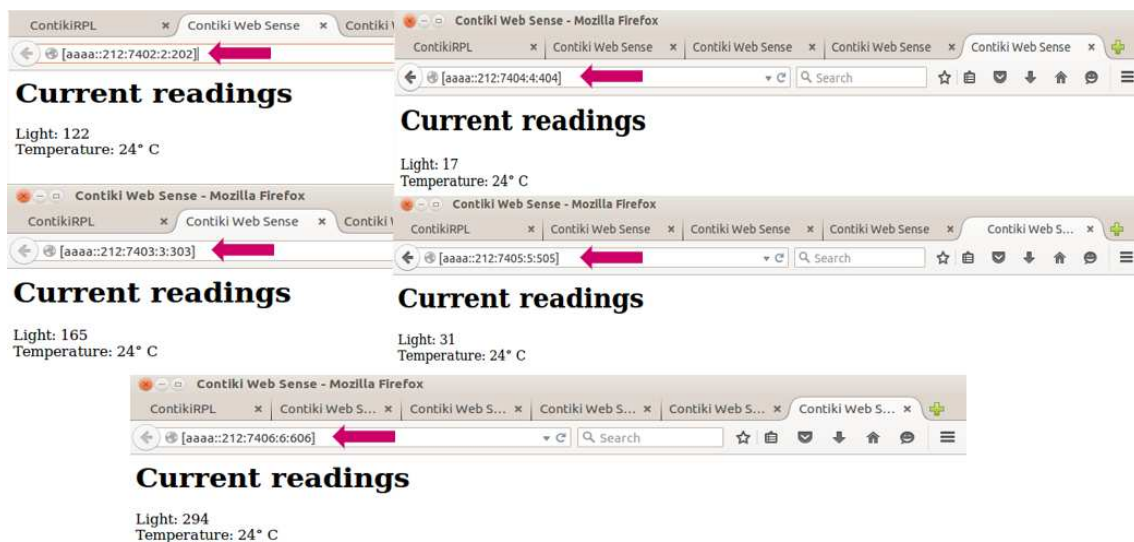 ContikiRPL × Contiki Web Sense × Contiki
[aaaa::212:7402:2:202]
Current readings
Light: 122
Temperature: 24° C
Contiki Web Sense - Mozilla Firefox
ContikiRPL × Contiki Web Sense × Contiki Web Sense × Contiki Web Sense × Contiki Web Sense ×
[aaaa::212:7404:4:404] Search
Current readings
Light: 17
Temperature: 24° C
Contiki Web Sense - Mozilla Firefox
ContikiRPL × Contiki Web Sense × Contiki
[aaaa::212:7403:3:303]
Current readings
Light: 165
Temperature: 24° C
Contiki Web Sense - Mozilla Firefox
ContikiRPL × Contiki Web Sense × Contiki Web Sense × Contiki Web Sense × Contiki Web S... ×
[aaaa::212:7405:5:505] Search
Current readings
Light: 31
Temperature: 24° C
Contiki Web Sense - Mozilla Firefox
ContikiRPL × Contiki Web S... × Contiki Web S... × Contiki Web S... × Contiki Web S... × Contiki Web S... ×
[aaaa::212:7406:6:606] Search
Current readings
Light: 294
Temperature: 24° C